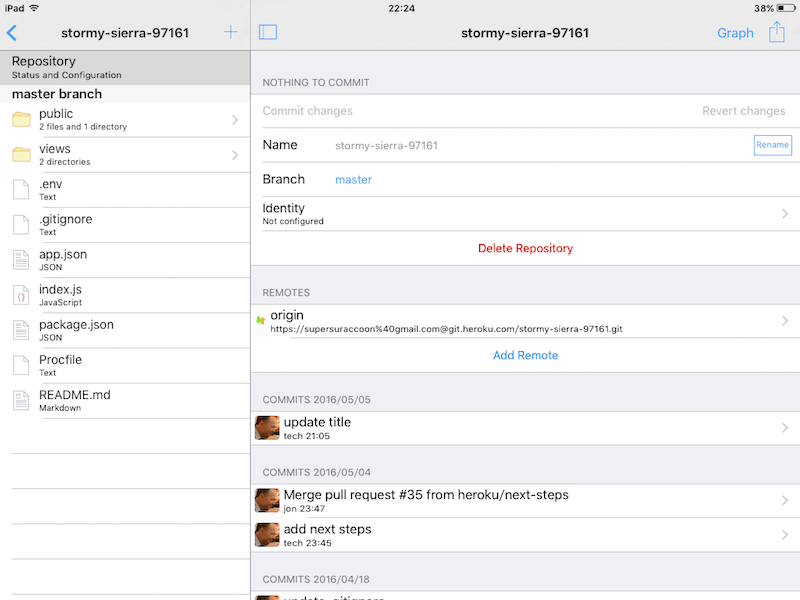 iPad
22:24
38%
stormy-sierra-97161
Repository
Status and Configuration
master branch
public
2 files and 1 directory
views
2 directories
.env
Text
.gitignore
Text
app.json
JSON
index.js
JavaScript
package.json
JSON
Procfile
Text
README.md
Markdown
stormy-sierra-97161
Graph
NOTHING TO COMMIT
Commit changes
Revert changes
Name
stormy-sierra-97161
Rename
Branch
master
Identity
Not configured
Delete Repository
REMOTES
origin
https://supersuraccoon%40gmail.com@git.heroku.com/stormy-sierra-97161.git
Add Remote
COMMITS 2016/05/05
update title
tech 21:05
COMMITS 2016/05/04
Merge pull request #35 from heroku/next-steps
jon 23:47
add next steps
tech 23:45
COMMITS 2016/04/18
update .gitignore